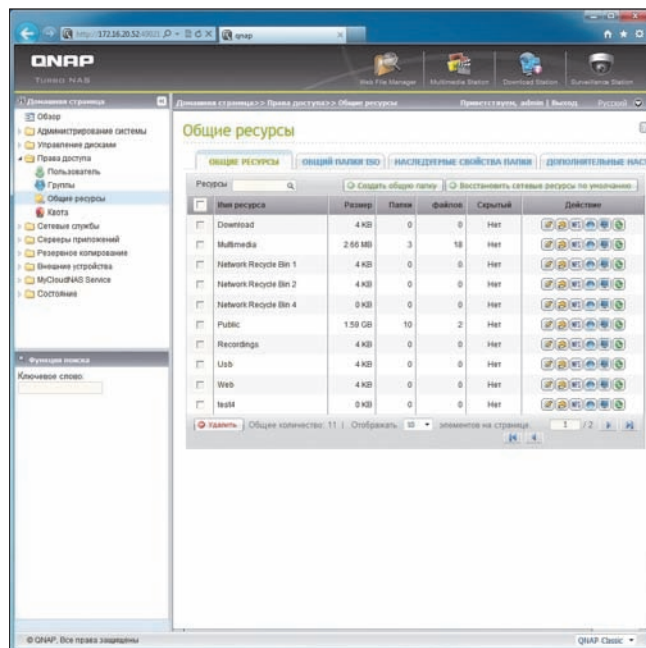 http://172.16.20.52
qnap
QNAP
TURBO NAS
Web File Manager
Multimedia Station
Download Station
Surveillance Station
Домашняя страница
Домашняя страница>> Права доступа>> Общие ресурсы
Приветствуем, admin | Выход
Русский
Обзор
Администрирование системы
Управление дисками
Права доступа
Пользователь
Группы
Общие ресурсы
Квота
Сетевые службы
Серверы приложений
Резервное копирование
Внешние устройства
MyCloudNAS Service
Состояние
Функция поиска
Ключевое слово:
Общие ресурсы
ОБЩИЕ РЕСУРСЫ ОБЩИЙ ПАПКИ ISO НАСЛЕДУЕМЫЕ СВОЙСТВА ПАПКИ ДОПОЛНИТЕЛЬНЫЕ НАС
Ресурсы
Создать общую папку
Восстановить сетевые ресурсы по умолчанию
Имя ресурса Размер Папки файлов Скрытый Действие
Download 4 KB 0 0 Нет
Multimedia 2.66 MB 3 18 Нет
Network Recycle Bin 1 4 KB 0 0 Нет
Network Recycle Bin 2 4 KB 0 0 Нет
Network Recycle Bin 4 0 KB 0 0 Нет
Public 1.59 GB 10 2 Нет
Recordings 4 KB 0 0 Нет
Usb 4 KB 0 0 Нет
Web 4 KB 0 0 Нет
test4 0 KB 0 0 Нет
Удалить Общее количество: 11 | Отображать 10 элементов на странице. 1 / 2
© QNAP, Все права защищены
QNAP Classic